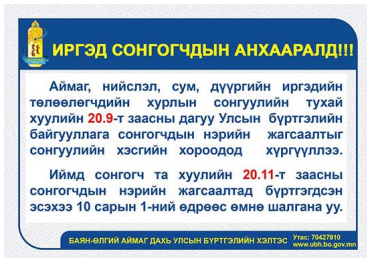 ИРГЭД СОНГОГЧДЫН АНХААРАЛД!!!
Аймаг, нийслэл, сум, дүүргийн иргэдийн
төлөөлөгчдийн хурлын сонгуулийн тухай
хуулийн 20.9-т заасны дагуу Улсын бүртгэлийн
байгууллага сонгогчдын нэрийн жагсаалтыг
сонгуулийн хэсгийн хороодод хүргүүллээ.
Иймд сонгогч та хуулийн 20.11-т заасны
сонгогчдын нэрийн жагсаалтад бүртгэгдсэн
эсэхээ 10 сарын 1-ний өдрөөс өмнө шалгана уу.
БАЯН-ӨЛГИЙ АЙМАГ ДАХЬ УЛСЫН БҮРТГЭЛИЙН ХЭЛТЭС
Утас: 70427810
www.ubh.bo.gov.mn